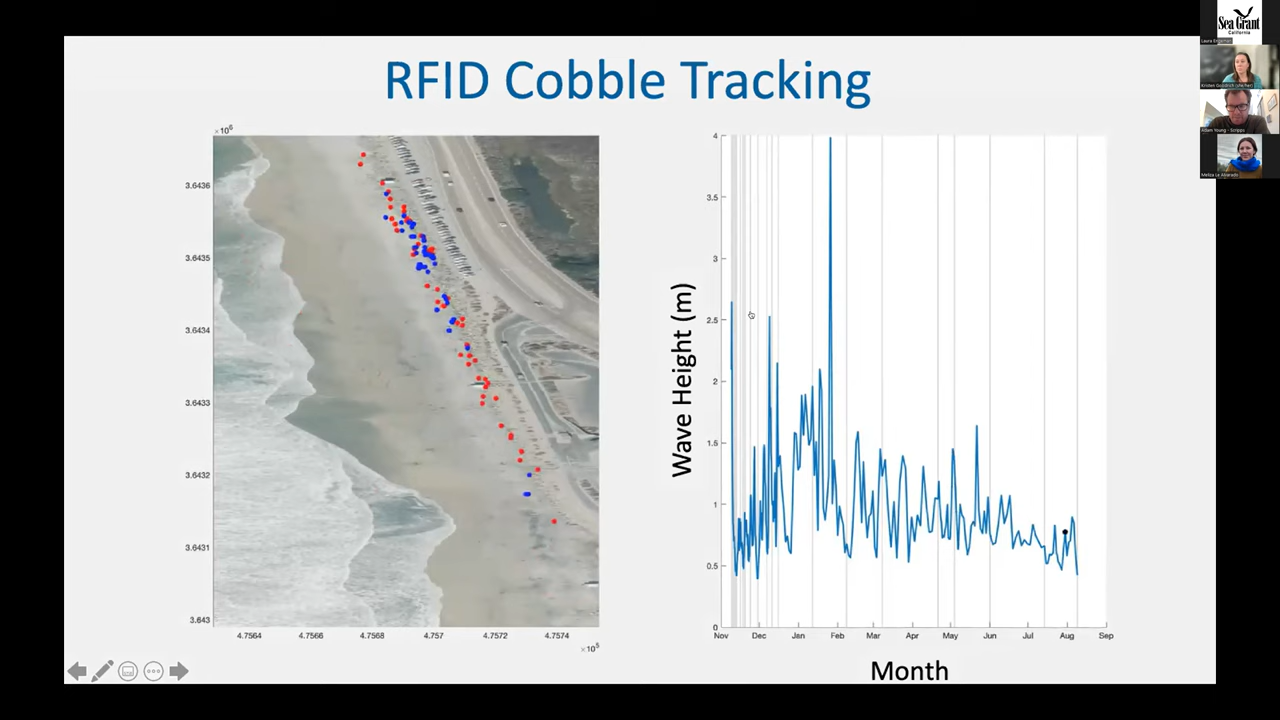 RFID Cobble Tracking
×10⁶
3.6436
3.6435
3.6434
3.6433
3.6432
3.6431
3.643
4.7564
4.7566
4.7568
4.757
4.7572
4.7574
×10⁵
Wave Height (m)
4
3.5
3
2.5
2
1.5
1
0.5
0
Nov
Dec
Jan
Feb
Mar
Apr
May
Jun
Jul
Aug
Sep
Month
Sea Grant
California
Adam Young - Scripps